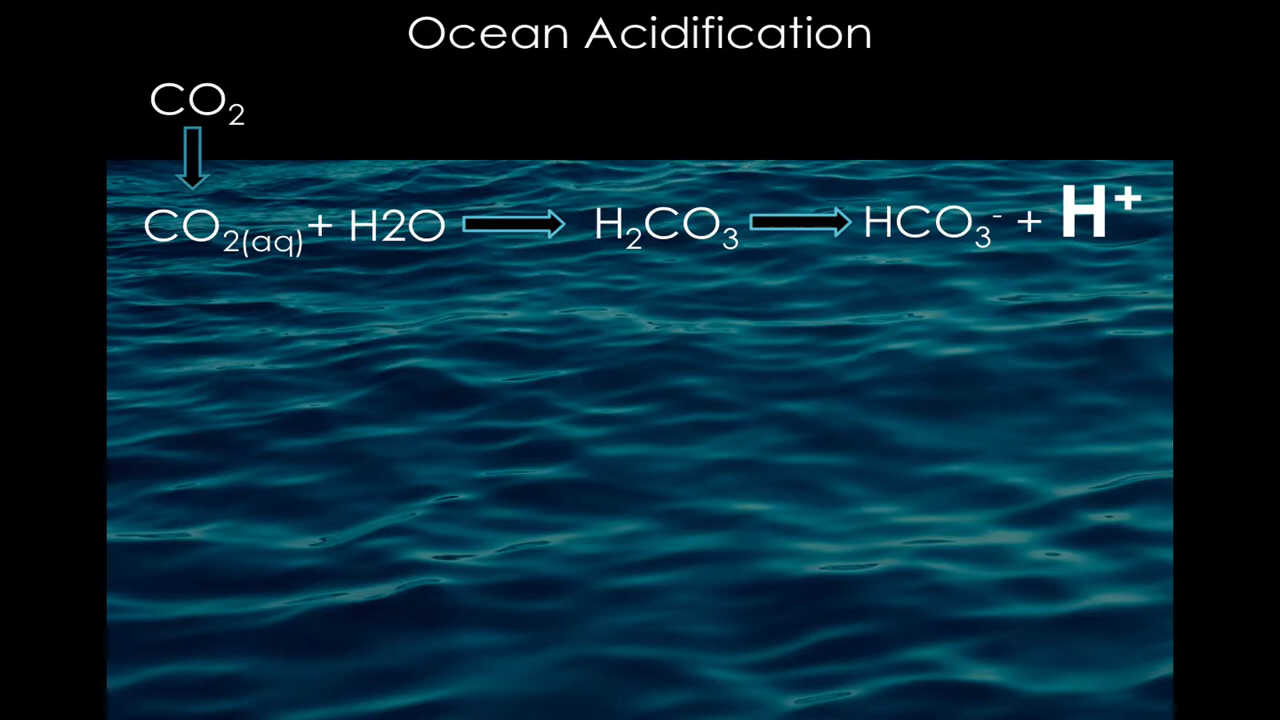 Ocean Acidification
CO₂
CO₂₍aq₎ + H2O → H₂CO₃ → HCO₃⁻ + H⁺